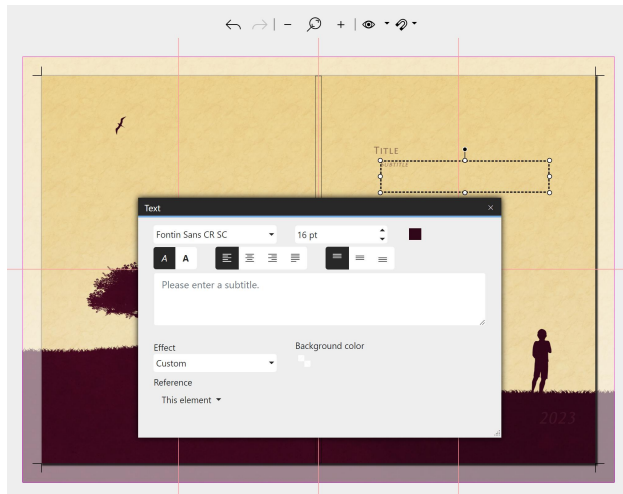 Title
Subtitle
Text
Fontin Sans CR SC
16 pt
A A
Please enter a subtitle.
Effect
Background color
Custom
Reference
This element
2023